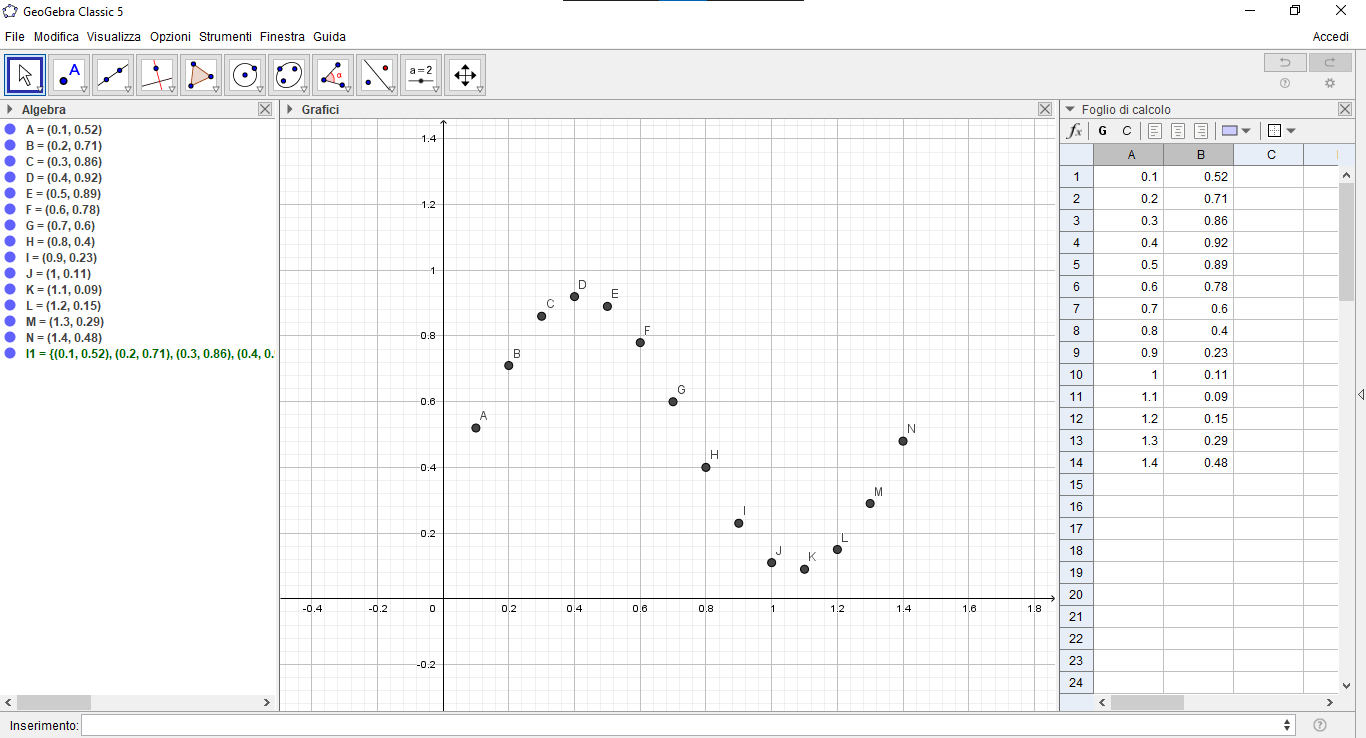 GeoGebra Classic 5
File Modifica Visualizza Opzioni Strumenti Finestra Guida Accedi
A α a=2
Algebra
A = (0.1, 0.52)
B = (0.2, 0.71)
C = (0.3, 0.86)
D = (0.4, 0.92)
E = (0.5, 0.89)
F = (0.6, 0.78)
G = (0.7, 0.6)
H = (0.8, 0.4)
I = (0.9, 0.23)
J = (1, 0.11)
K = (1.1, 0.09)
L = (1.2, 0.15)
M = (1.3, 0.29)
N = (1.4, 0.48)
l1 = {(0.1, 0.52), (0.2, 0.71), (0.3, 0.86), (0.4, 0.
Grafici
1.4
1.2
1
D
E
C
0.8
F
B
G
0.6
A
N
H
0.4
M
I
L
0.2
J
K
-0.4 -0.2 0 0.2 0.4 0.6 0.8 1 1.2 1.4 1.6 1.8
-0.2
Foglio di calcolo
fx G C
A B C
1 0.1 0.52
2 0.2 0.71
3 0.3 0.86
4 0.4 0.92
5 0.5 0.89
6 0.6 0.78
7 0.7 0.6
8 0.8 0.4
9 0.9 0.23
10 1 0.11
11 1.1 0.09
12 1.2 0.15
13 1.3 0.29
14 1.4 0.48
15
16
17
18
19
20
21
22
23
24
Inserimento: